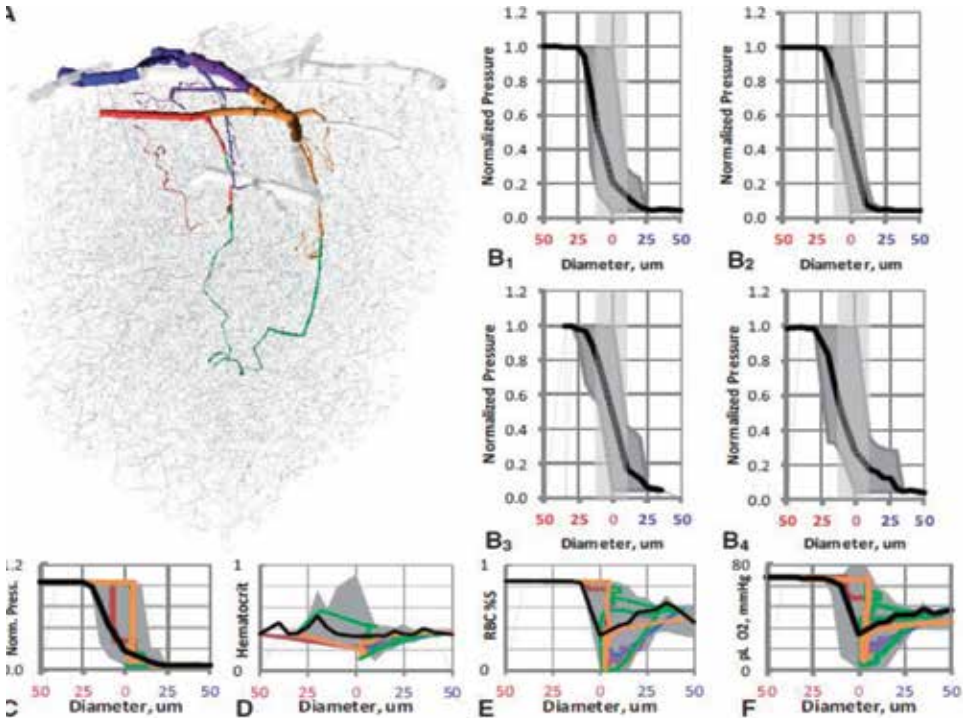 A
1.2
1.0
0.8
0.6
0.4
0.2
0.0
Normalized Pressure
50 25 0 25 50
B1 Diameter, um
1.2
1.0
0.8
0.6
0.4
0.2
0.0
Normalized Pressure
50 25 0 25 50
B2 Diameter, um
1.2
1.0
0.8
0.6
0.4
0.2
0.0
Normalized Pressure
50 25 0 25 50
B3 Diameter, um
1.2
1.0
0.8
0.6
0.4
0.2
0.0
Normalized Pressure
50 25 0 25 50
B4 Diameter, um
1.2
Norm. Press.
0.0
50 25 0 25 50
C Diameter, um
1
Hematocrit
0
50 25 0 25 50
D Diameter, um
1
RBC %S
0
50 25 0 25 50
E Diameter, um
80
pL O2, mmHg
0
50 25 0 25 50
F Diameter, um